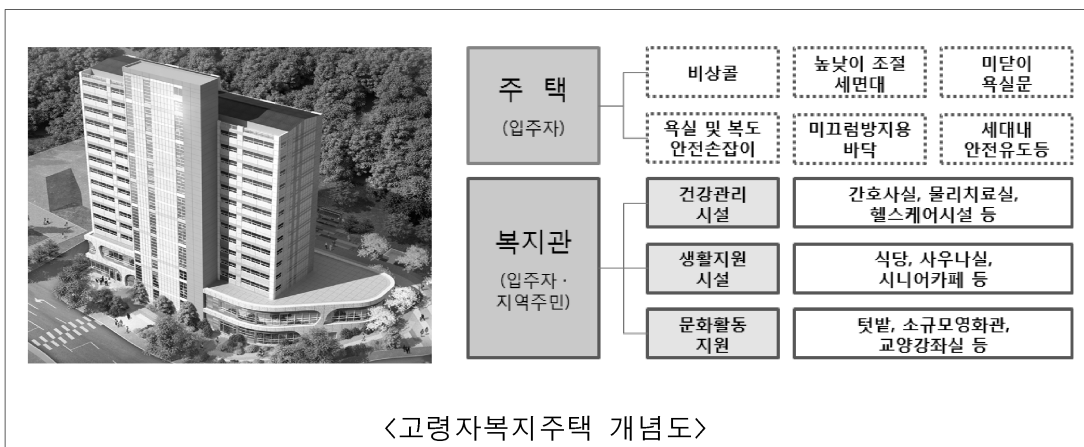 주 택
(입주자)
비상콜
높낮이 조절
세면대
미닫이
욕실문
욕실 및 복도
안전손잡이
미끄럼방지용
바닥
세대내
안전유도등
복지관
(입주자·
지역주민)
건강관리
시설
간호사실, 물리치료실,
헬스케어시설 등
생활지원
시설
식당, 사우나실,
시니어카페 등
문화활동
지원
텃밭, 소규모영화관,
교양강좌실 등
<고령자복지주택 개념도>